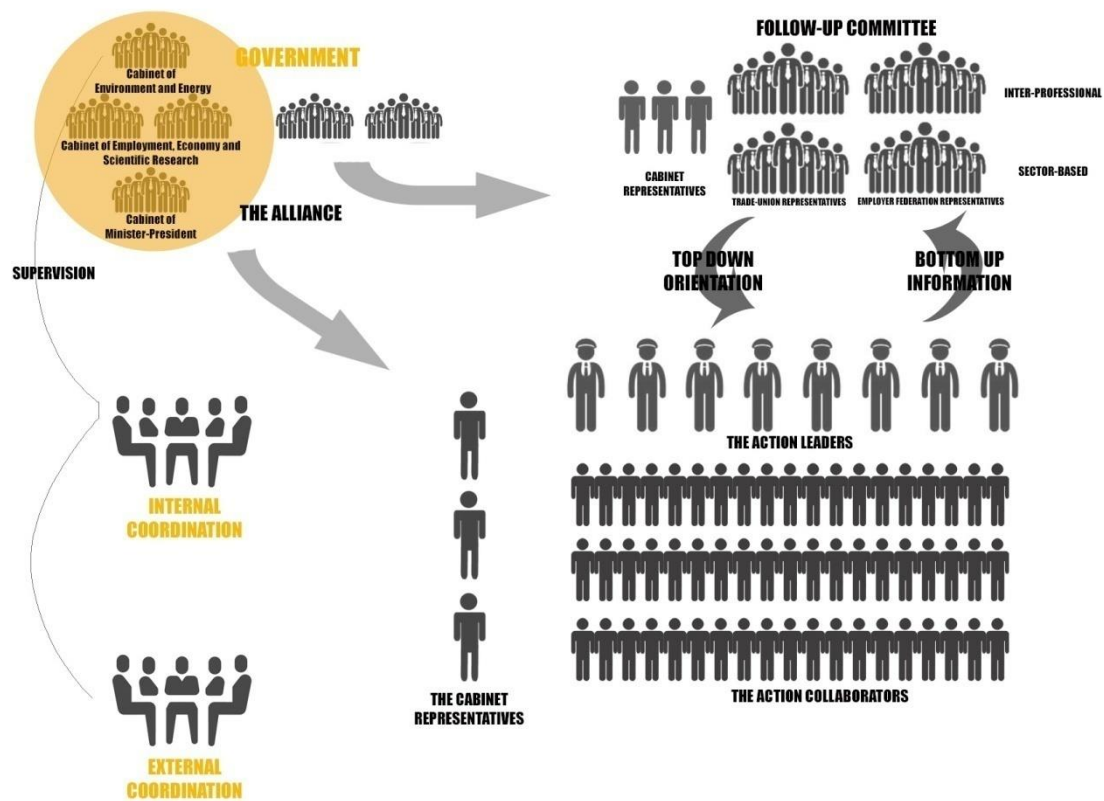 GOVERNMENT
Cabinet of
Environment and Energy
Cabinet of Employment, Economy and
Scientific Research
Cabinet of
Minister-President
THE ALLIANCE
SUPERVISION
FOLLOW-UP COMMITTEE
INTER-PROFESSIONAL
CABINET
REPRESENTATIVES
SECTOR-BASED
TRADE-UNION REPRESENTATIVES
EMPLOYER FEDERATION REPRESENTATIVES
TOP DOWN
ORIENTATION
BOTTOM UP
INFORMATION
THE ACTION LEADERS
INTERNAL
COORDINATION
THE ACTION COLLABORATORS
THE CABINET
REPRESENTATIVES
EXTERNAL
COORDINATION